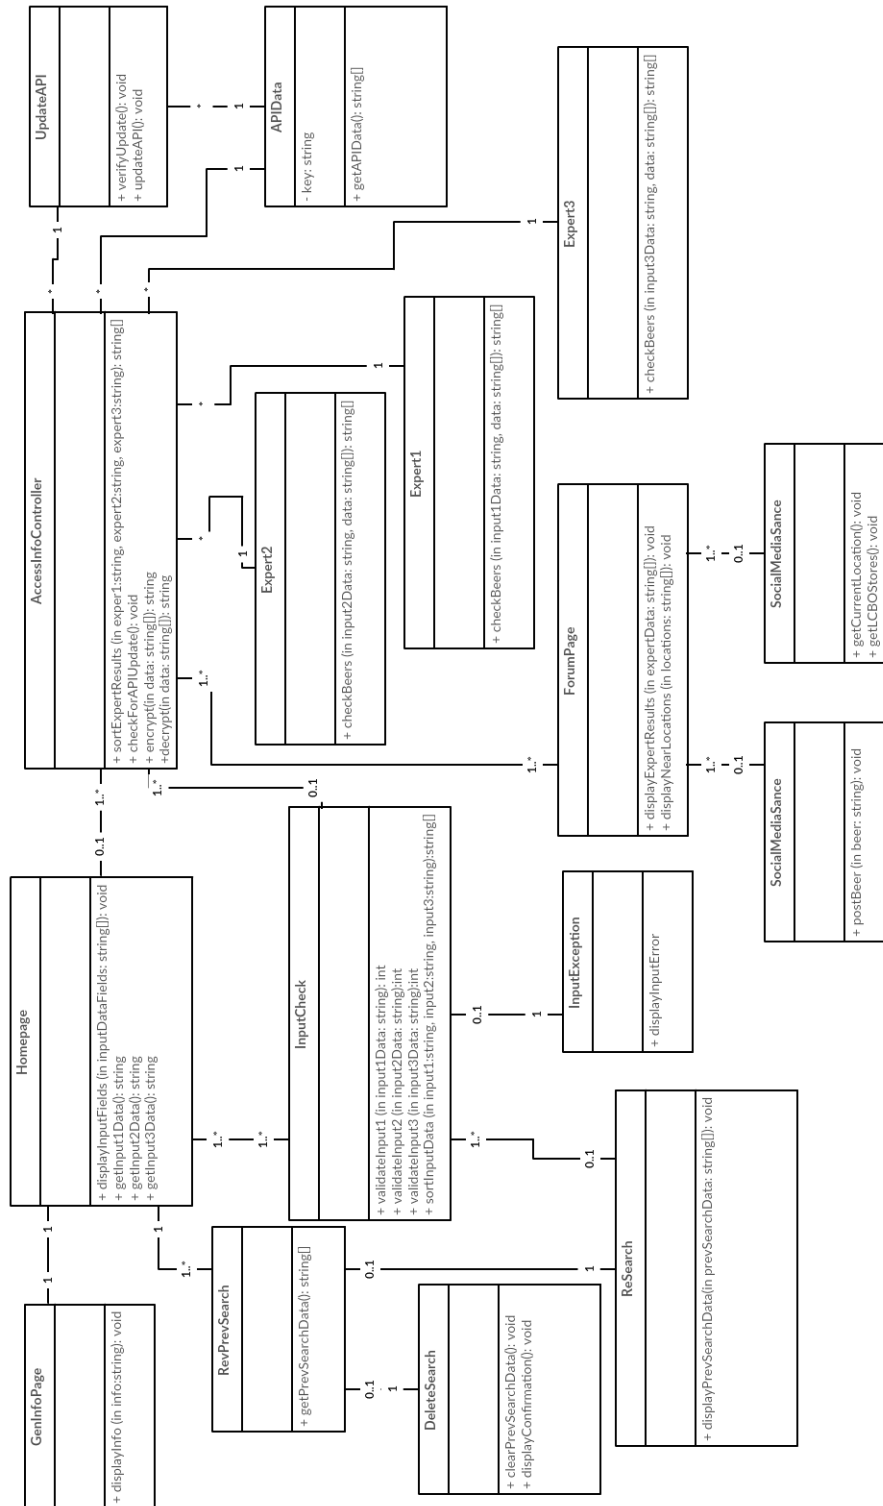 GenInfoPage
+ displayInfo (in info:string): void
1
1
Homepage
+ displayInputFields (in inputDataFields: string[]): void
+ getInput1Data(): string
+ getInput2Data(): string
+ getInput3Data(): string
0..1
1..*
AccessInfoController
+ sortExpertResults (in exper1:string, expert2:string, expert3:string): string[]
+ checkForAPIUpdate(): void
+ encrypt(in data: string[]): string
+decrypt(in data: string[]): string
*
1
UpdateAPI
+ verifyUpdate(): void
+ updateAPI(): void
*
1
*
1
APIData
- key: string
+ getAPIData(): string[]
1
1..*
RevPrevSearch
+ getPrevSearchData(): string[]
1..*
1..*
InputCheck
+ validateInput1 (in input1Data: string): int
+ validateInput2 (in input2Data: string):int
+ validateInput3 (in input3Data: string):int
+ sortInputData (in input1:string, input2:string, input3:string):string[]
1..*
0..1
*
1
Expert2
+ checkBeers (in input2Data: string, data: string[]): string[]
*
1
Expert1
+ checkBeers (in input1Data: string, data: string[]): string[]
*
1
Expert3
+ checkBeers (in input3Data: string, data: string[]): string[]
0..1
1
DeleteSearch
+ clearPrevSearchData(): void
+ displayConfirmation(): void
0..1
1
1..*
0..1
ReSearch
+ displayPrevSearchData(in prevSearchData: string[]): void
0..1
1
InputException
+ displayInputError
1..*
1..*
ForumPage
+ displayExpertResults (in expertData: string[]): void
+ displayNearLocations (in locations: string[]): void
1..*
0..1
SocialMediaSance
+ postBeer (in beer: string): void
1..*
0..1
SocialMediaSance
+ getCurrentLocation(): void
+ getLCBOStores(): void